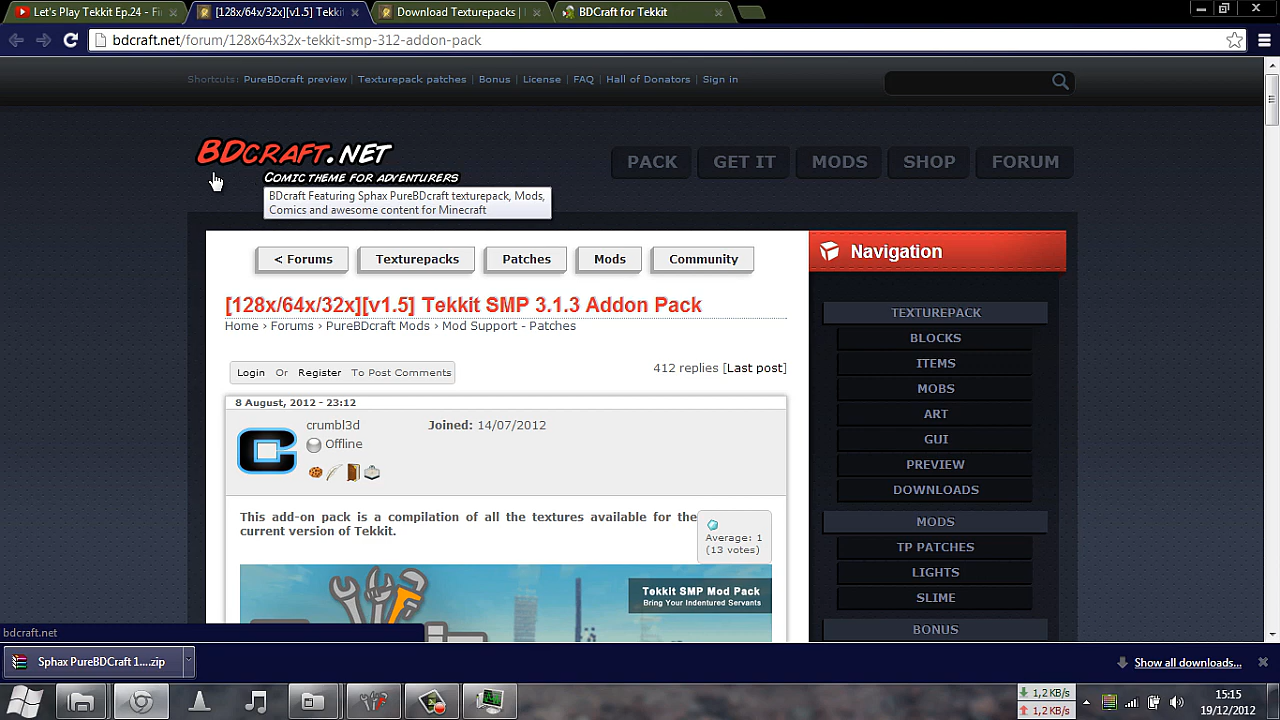 Let's Play Tekkit Ep.24 - Fi
[128x/64x/32x][v1.5] Tekkit
Download Texturepacks |
BDCraft for Tekkit
bdcraft.net/forum/128x64x32x-tekkit-smp-312-addon-pack
Shortcuts: PureBDcraft preview | Texturepack patches | Bonus | License | FAQ | Hall of Donators | Sign in
BDCRAFT.NET
COMIC THEME FOR ADVENTURERS
PACK GET IT MODS SHOP FORUM
BDcraft Featuring Sphax PureBDcraft texturepack, Mods,
Comics and awesome content for Minecraft
< Forums Texturepacks Patches Mods Community
[128x/64x/32x][v1.5] Tekkit SMP 3.1.3 Addon Pack
Home › Forums › PureBDcraft Mods › Mod Support - Patches
Login Or Register To Post Comments
412 replies [Last post]
8 August, 2012 - 23:12
crumbl3d
Joined: 14/07/2012
Offline
This add-on pack is a compilation of all the textures available for the
current version of Tekkit.
Average: 1
(13 votes)
Tekkit SMP Mod Pack
Bring Your Indentured Servants
Navigation
TEXTUREPACK
BLOCKS
ITEMS
MOBS
ART
GUI
PREVIEW
DOWNLOADS
MODS
TP PATCHES
LIGHTS
SLIME
BONUS
bdcraft.net
Sphax PureBDCraft 1....zip
Show all downloads...
1,2 KB/s
1,2 KB/s
15:15
19/12/2012